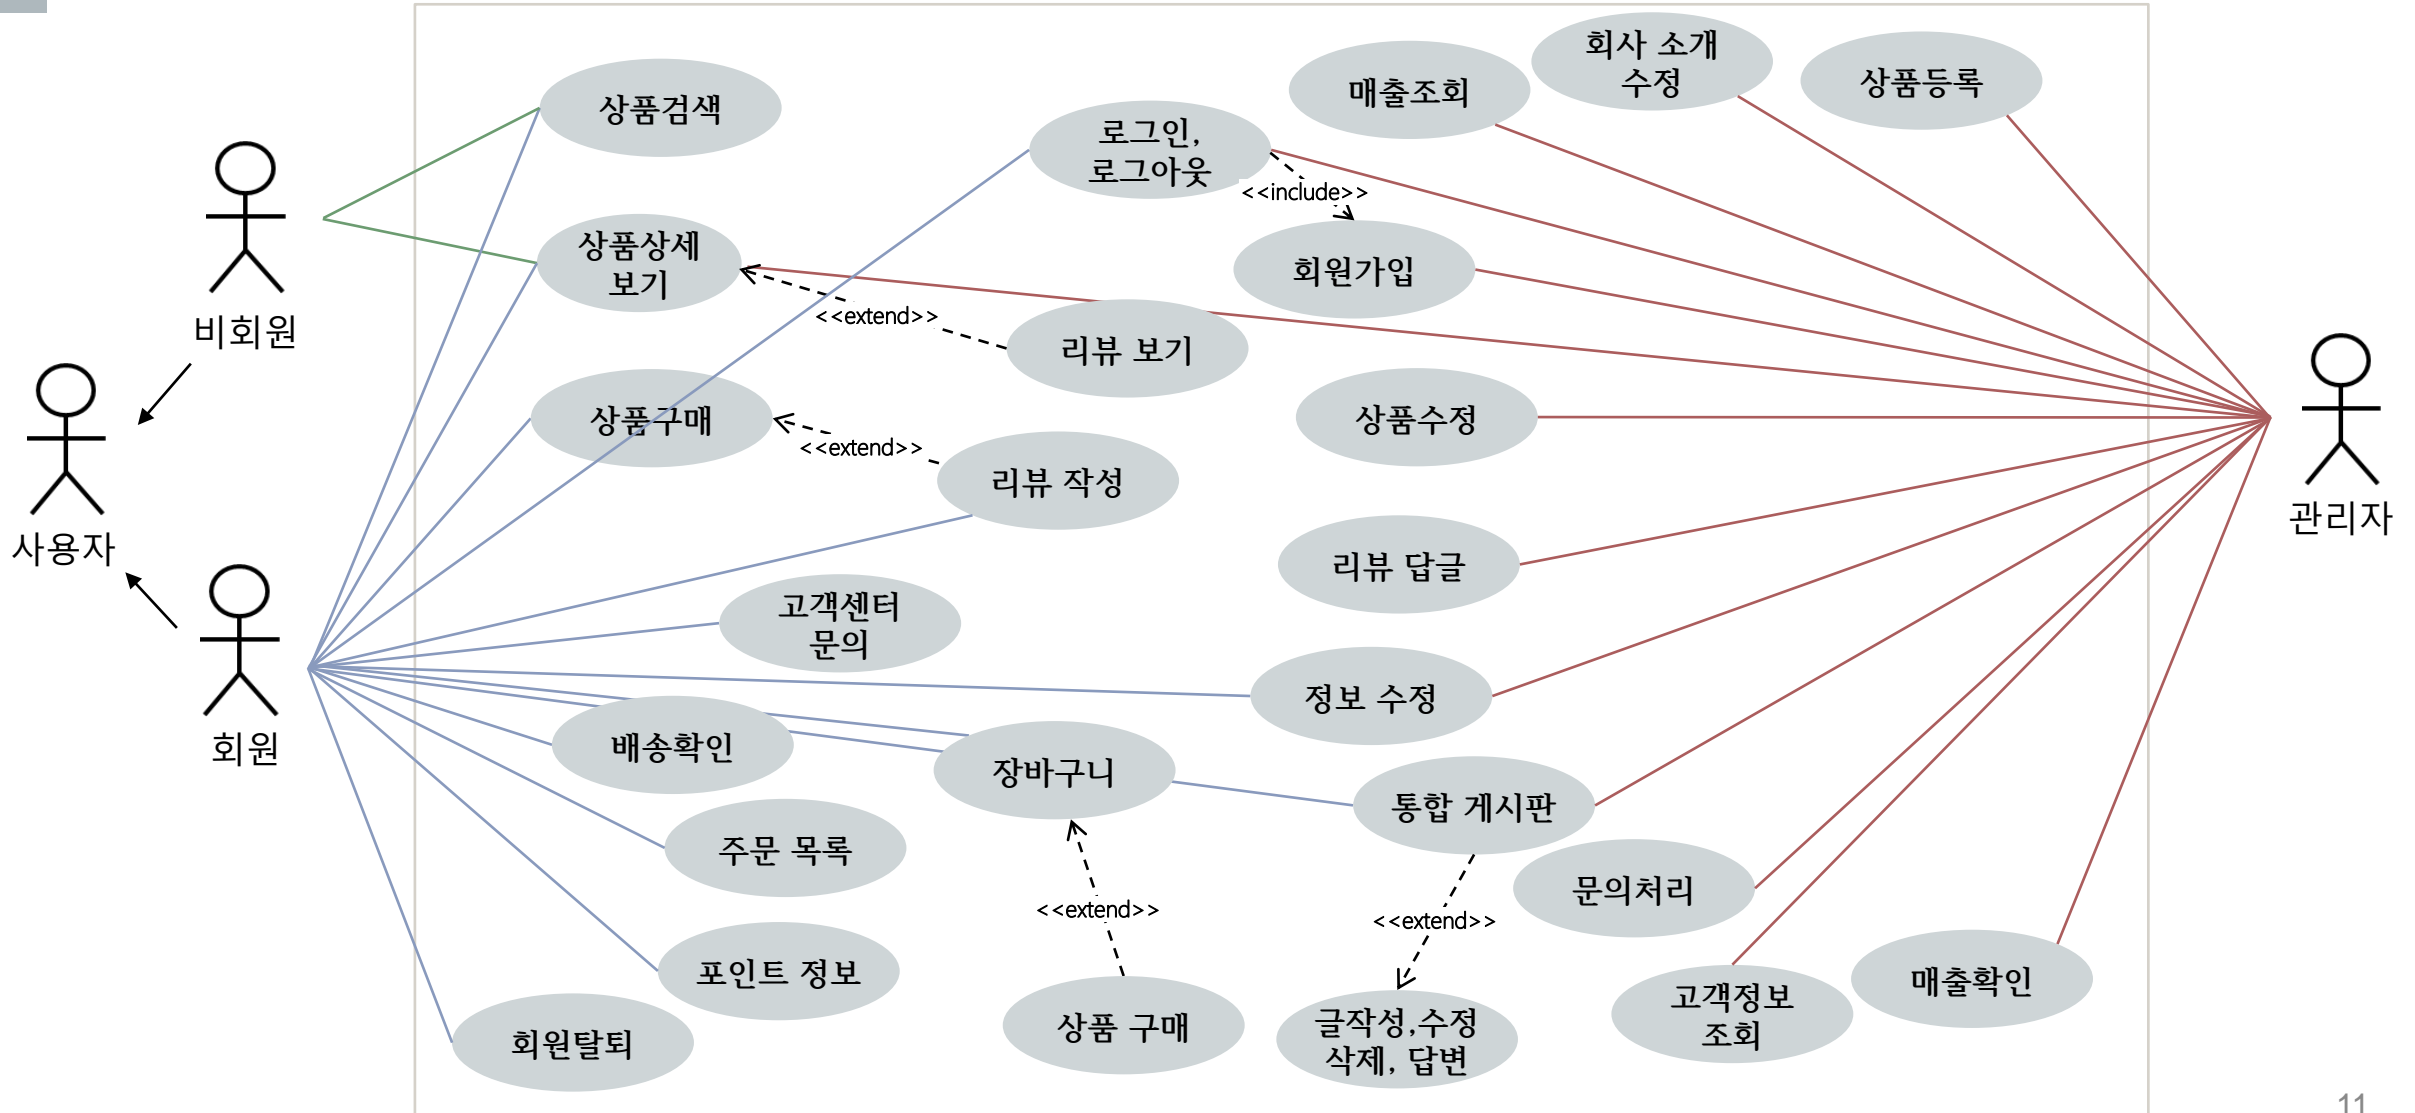 상품검색
로그인,
로그아웃
매출조회
회사 소개
수정
상품등록
<<include>>
상품상세
보기
회원가입
비회원
<<extend>>
리뷰 보기
상품구매
<<extend>>
상품수정
리뷰 작성
관리자
사용자
리뷰 답글
고객센터
문의
정보 수정
회원
배송확인
장바구니
통합 게시판
주문 목록
문의처리
<<extend>>
<<extend>>
포인트 정보
매출확인
고객정보
조회
회원탈퇴
상품 구매
글작성,수정
삭제, 답변
11